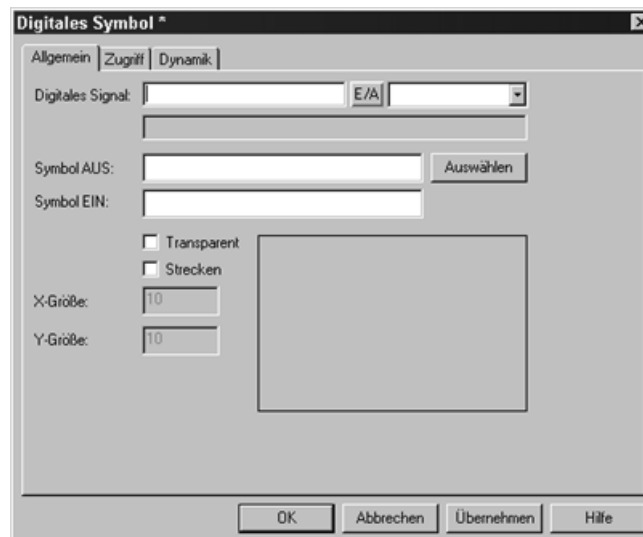 Digitales Symbol *
Allgemein Zugriff Dynamik
Digitales Signal: E/A
Symbol AUS: Auswählen
Symbol EIN:
Transparent
Strecken
X-Größe: 10
Y-Größe: 10
OK Abbrechen Übernehmen Hilfe